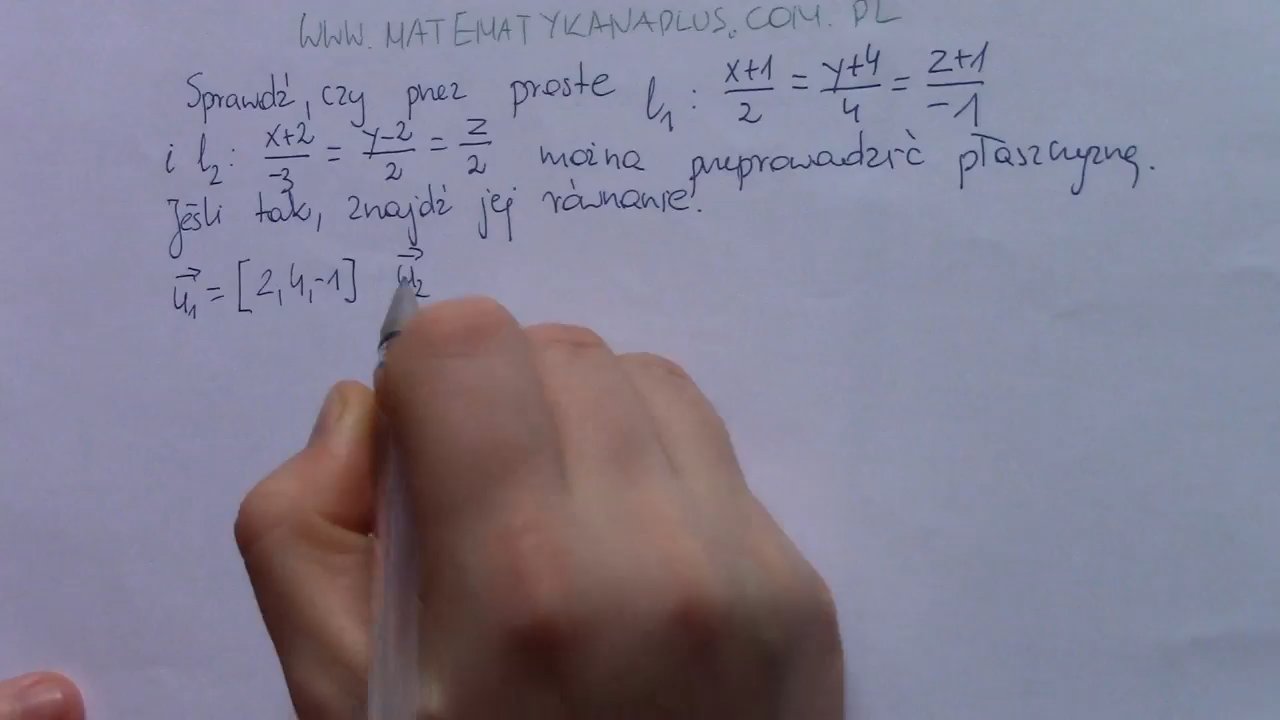 WWW. MATEMATYKANAPLUS.COM.PL
Sprawdź, czy przez proste l₁: (x+1)/2 = (y+4)/4 = (z+1)/-1
i l₂: (x+2)/-3 = (y-2)/2 = z/2 można przeprowadzić płaszczyznę.
Jeśli tak, znajdź jej równanie.
u₁⃗ = [2,4,-1] u₂⃗